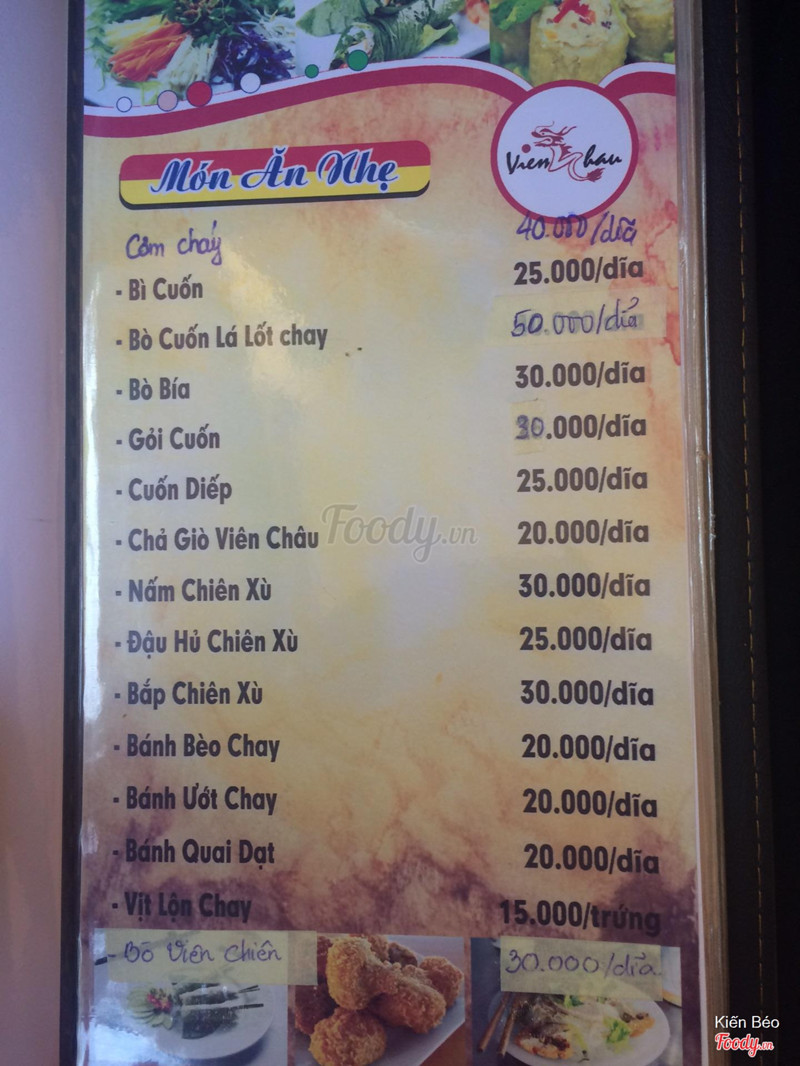 Viên Châu
Món Ăn Nhẹ
Cơm cháy 40.000/dĩa
- Bì Cuốn 25.000/dĩa
- Bò Cuốn Lá Lốt chay 50.000/dĩa
- Bò Bía 30.000/dĩa
- Gỏi Cuốn 30.000/dĩa
- Cuốn Diếp 25.000/dĩa
- Chả Giò Viên Châu 20.000/dĩa
Foody.vn
- Nấm Chiên Xù 30.000/dĩa
- Đậu Hủ Chiên Xù 25.000/dĩa
- Bắp Chiên Xù 30.000/dĩa
- Bánh Bèo Chay 20.000/dĩa
- Bánh Ướt Chay 20.000/dĩa
- Bánh Quai Dạt 20.000/dĩa
- Vịt Lộn Chay 15.000/trứng
- Bò Viên Chiên 30.000/dĩa
Kiến Béo
Foody.vn